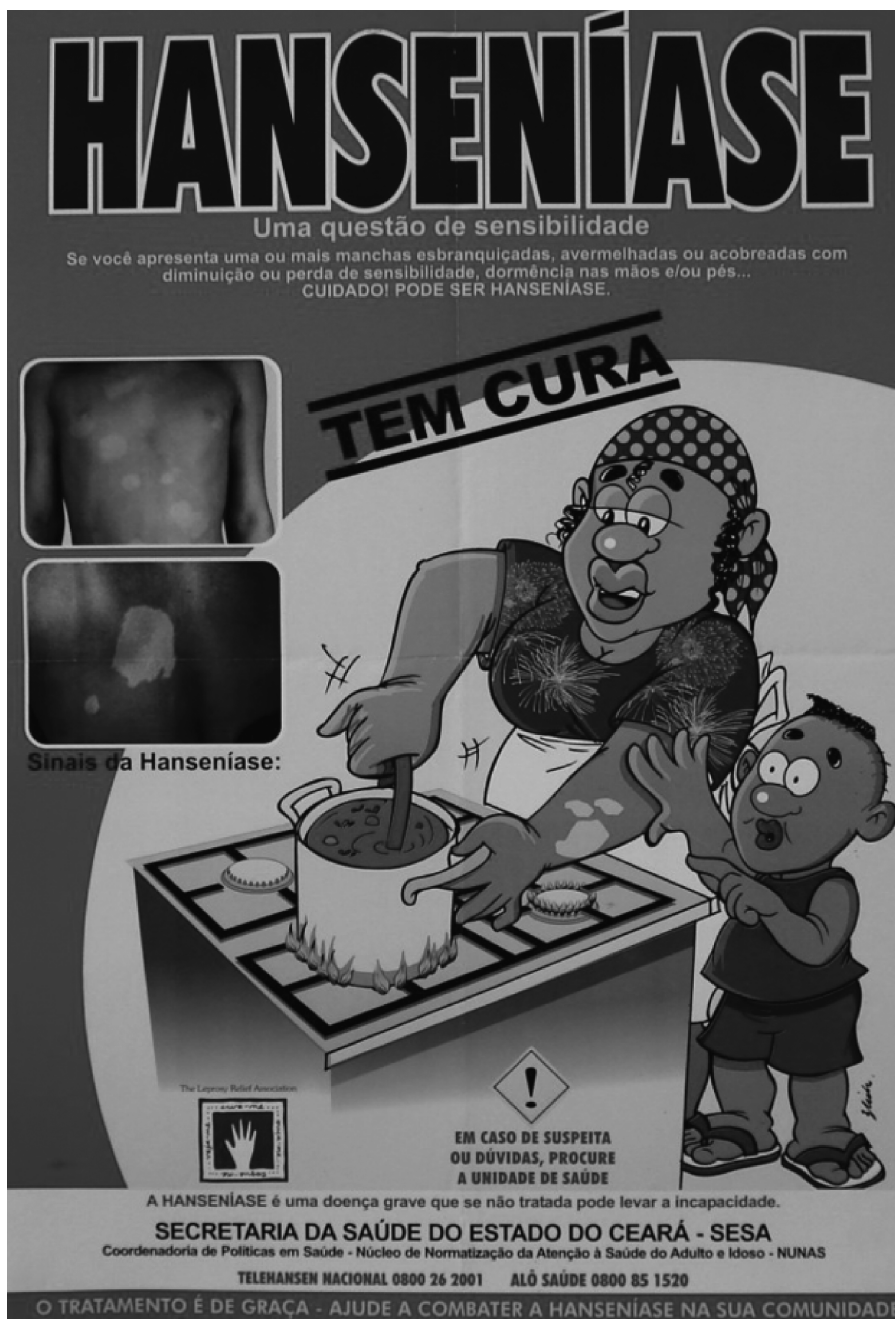 HANSENÍASE
Uma questão de sensibilidade
Se você apresenta uma ou mais manchas esbranquiçadas, avermelhadas ou acobreadas com
diminuição ou perda de sensibilidade, dormência nas mãos e/ou pés...
CUIDADO! PODE SER HANSENÍASE.
TEM CURA
Sinais da Hanseníase:
The Leprosy Relief Association
EM CASO DE SUSPEITA
OU DÚVIDAS, PROCURE
A UNIDADE DE SAÚDE
A HANSENÍASE é uma doença grave que se não tratada pode levar a incapacidade.
SECRETARIA DA SAÚDE DO ESTADO DO CEARÁ - SESA
Coordenadoria de Políticas em Saúde - Núcleo de Normatização da Atenção à Saúde do Adulto e Idoso - NUNAS
TELEHANSEN NACIONAL 0800 26 2001 ALÔ SAÚDE 0800 85 1520
O TRATAMENTO É DE GRAÇA - AJUDE A COMBATER A HANSENÍASE NA SUA COMUNIDADE